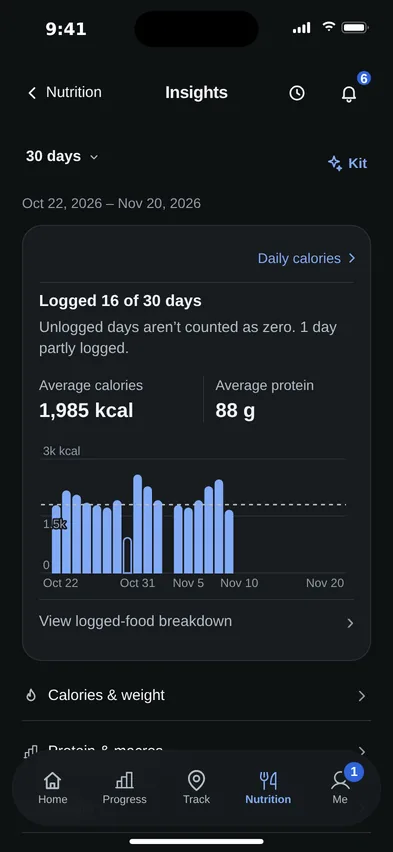 9:41
Nutrition
Insights
6
30 days
Kit
Oct 22, 2026 – Nov 20, 2026
Daily calories
Logged 16 of 30 days
Unlogged days aren’t counted as zero. 1 day
partly logged.
Average calories
Average protein
1,985 kcal
88 g
3k kcal
1.5k
0
Oct 22
Oct 31
Nov 5
Nov 10
Nov 20
View logged-food breakdown
Calories & weight
Protein & macros
1
Home
Progress
Track
Nutrition
Me